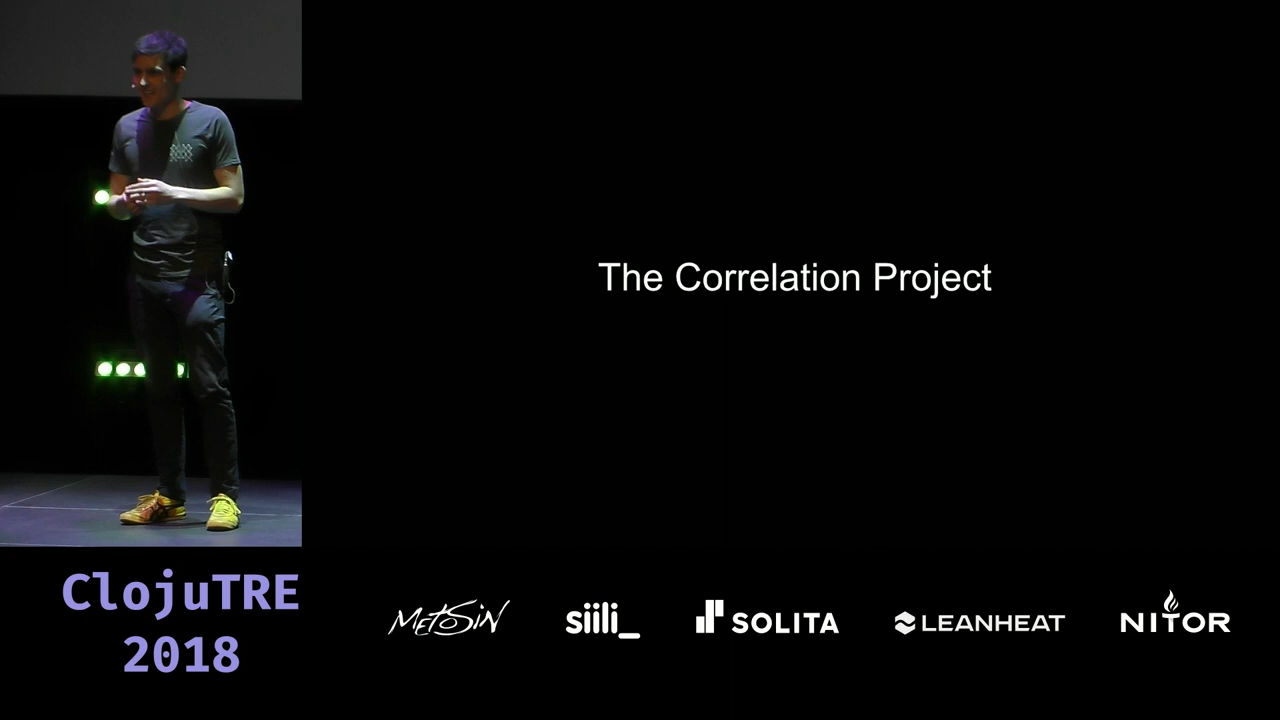 The Correlation Project
ClojuTRE
2018
METOSIN
siili_
SOLITA
LEANHEAT
NITOR